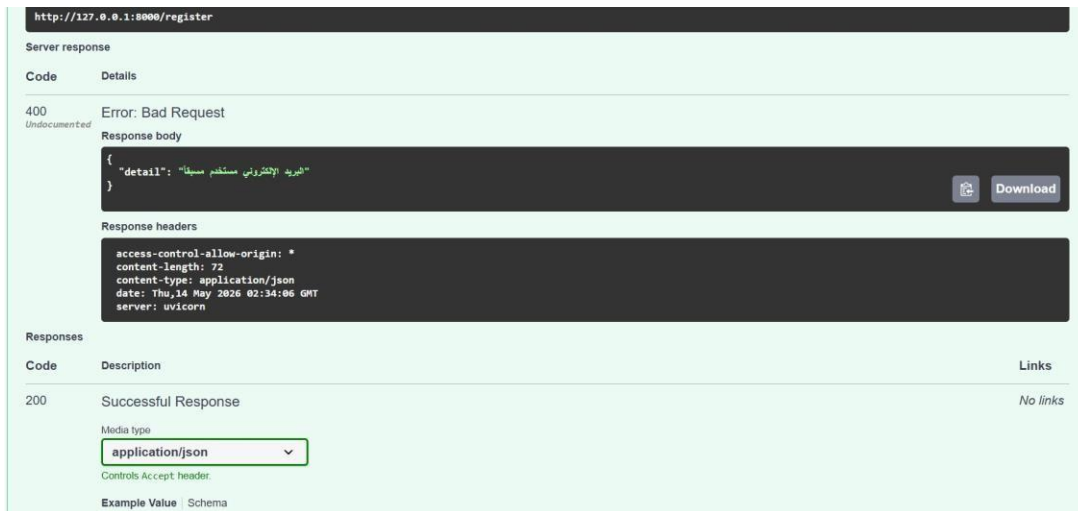 http://127.0.0.1:8000/register
Server response
Code Details
400 Error: Bad Request
Undocumented
Response body
{
"detail": "البريد الإلكتروني مستخدم مسبقاً"
}
Download
Response headers
access-control-allow-origin: *
content-length: 72
content-type: application/json
date: Thu,14 May 2026 02:34:06 GMT
server: uvicorn
Responses
Code Description Links
200 Successful Response No links
Media type
application/json
Controls Accept header.
Example Value Schema